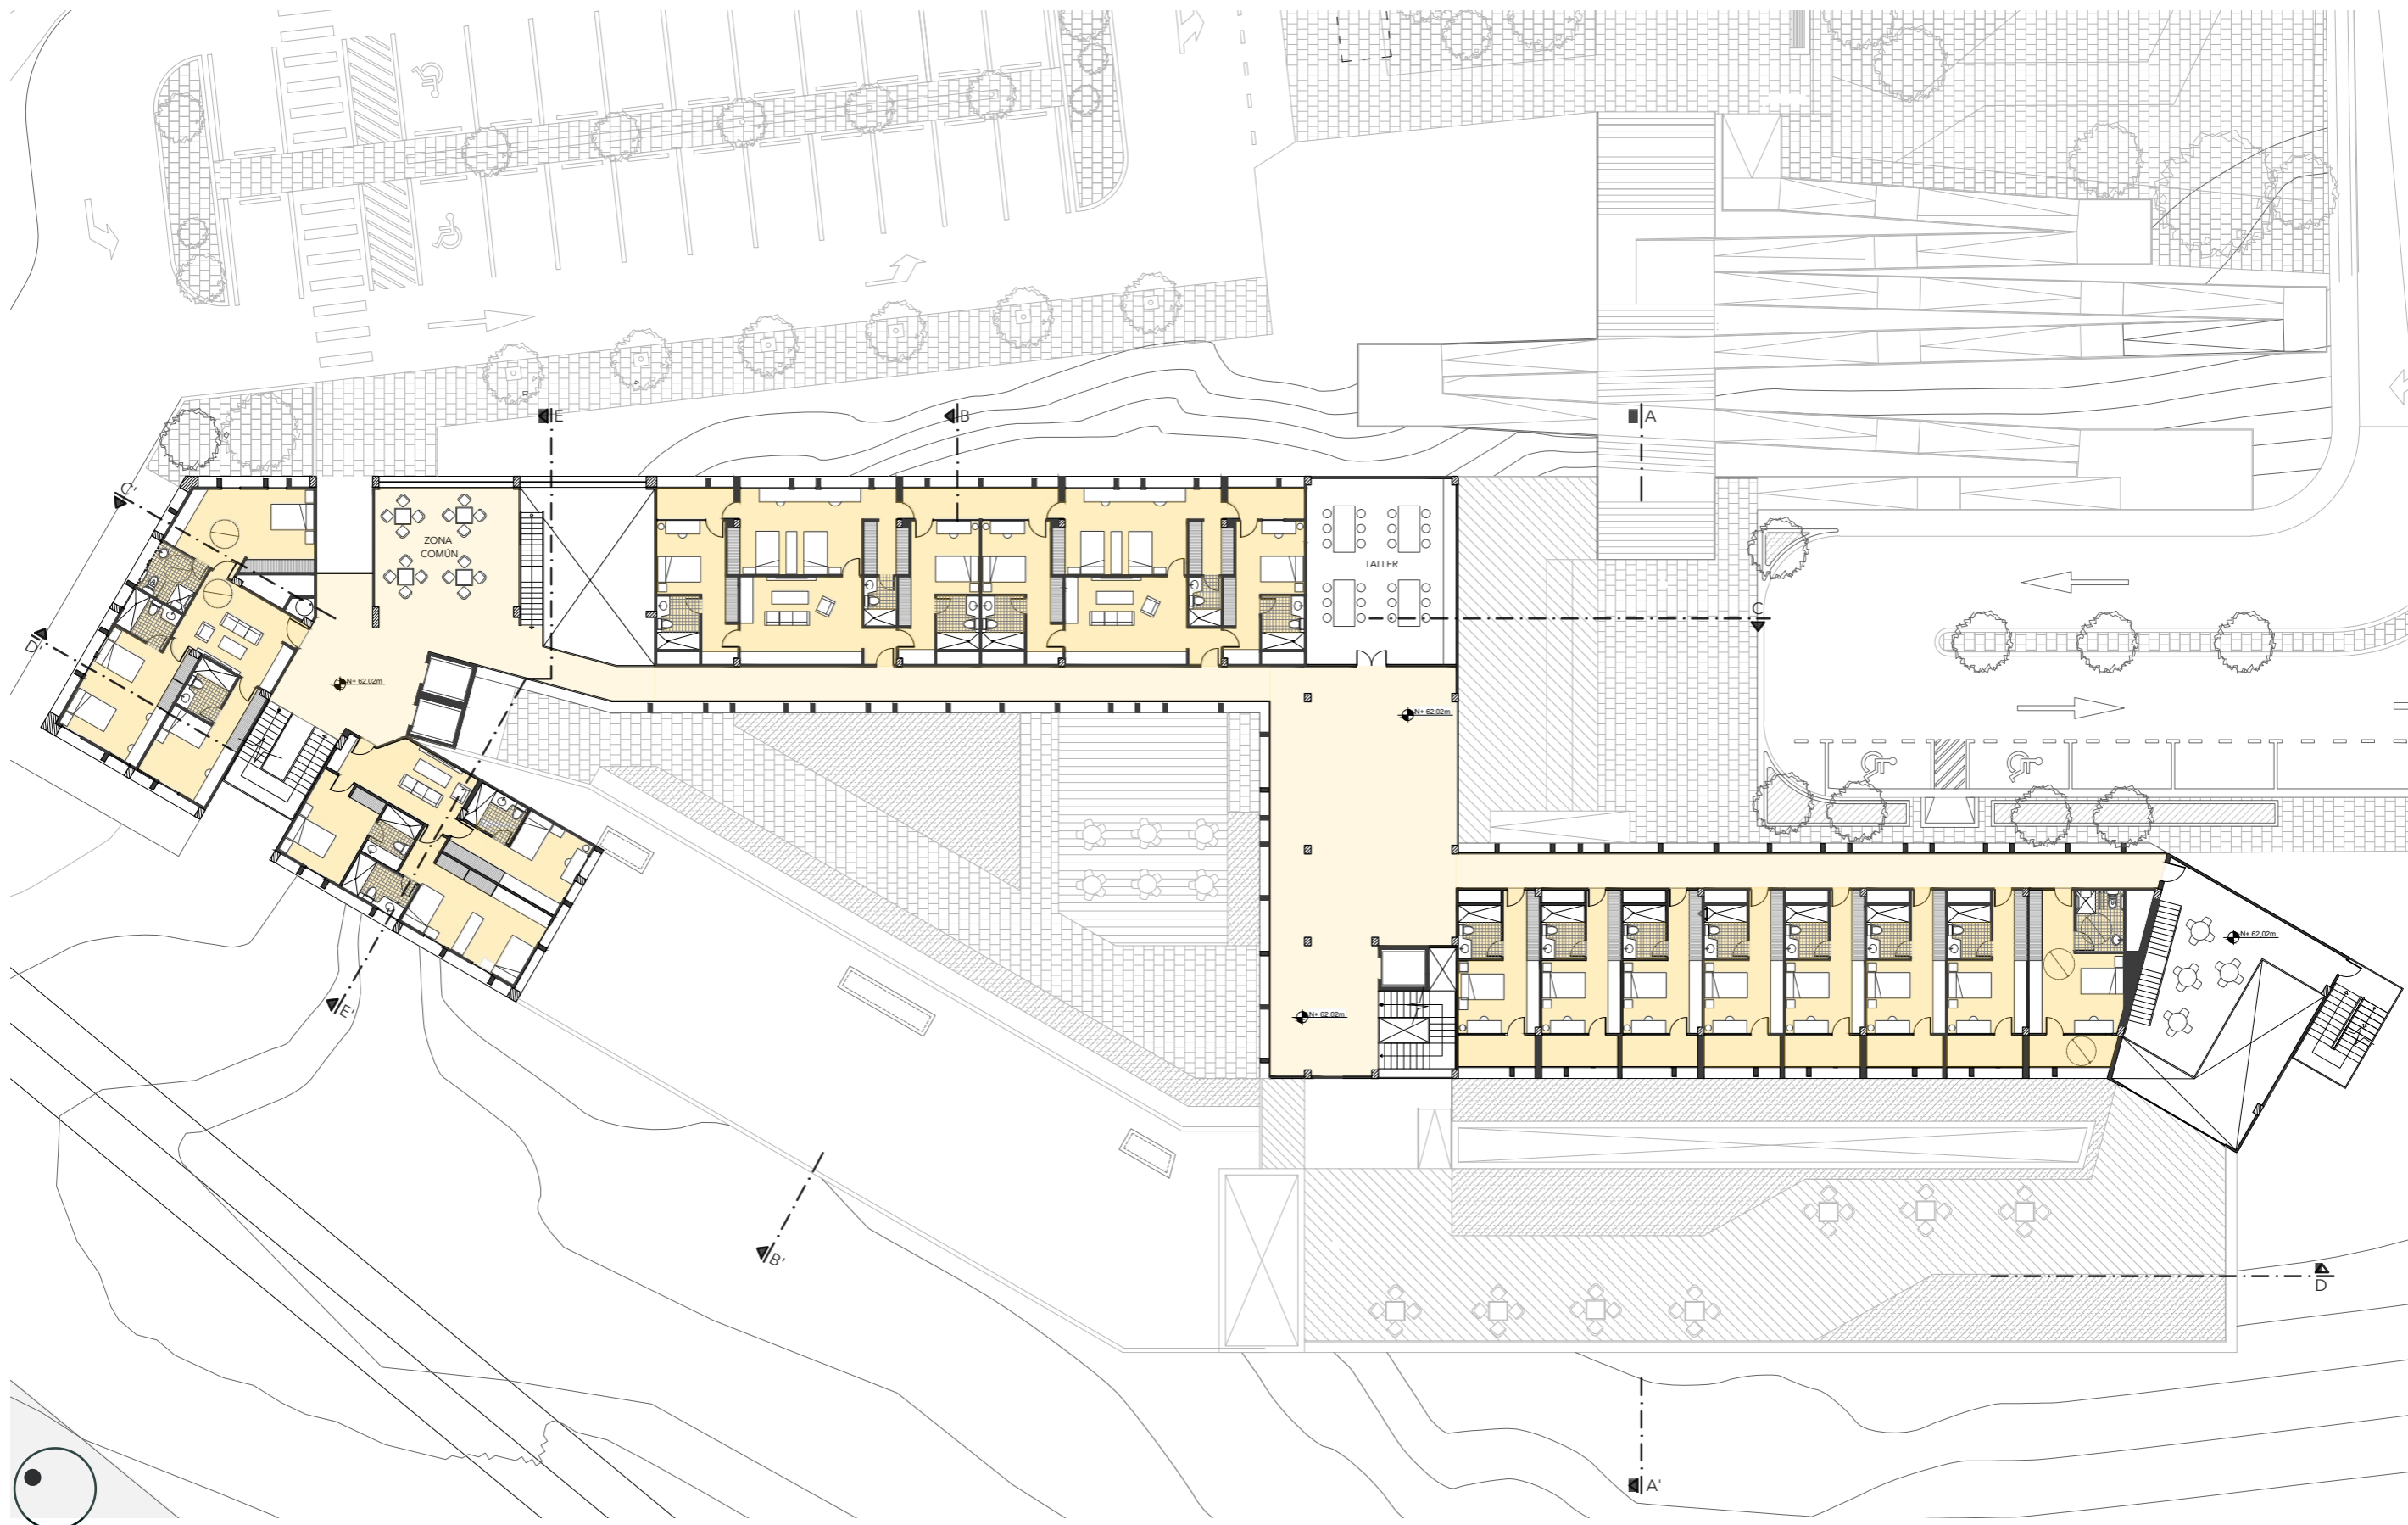 E
B
A
C'
ZONA
COMÚN
TALLER
C
D'
N+ 62.02m
N+ 62.02m
N+ 62.02m
E'
N+ 62.02m
B'
D
A'